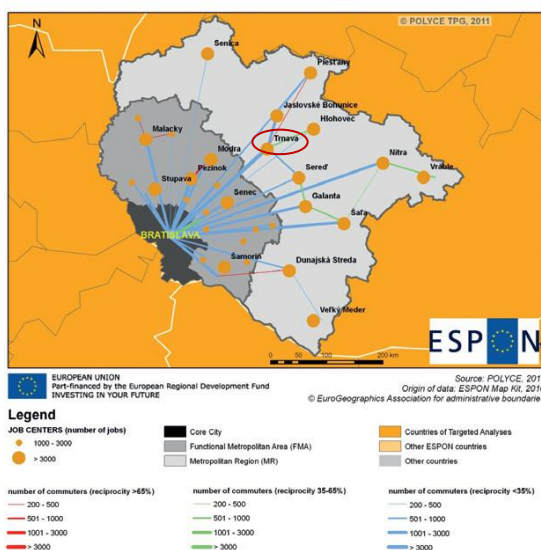 © POLYCE TPG, 2011
N
Senica
Piešťany
Jaslovské Bohunice
Hlohovec
Trnava
Malacky
Modra
Pezinok
Nitra
Vráble
Stupava
Sereď
Senec
Galanta
Šaľa
BRATISLAVA
Šamorín
Dunajská Streda
Veľký Meder
ESPON
200 km
EUROPEAN UNION
Part-financed by the European Regional Development Fund
INVESTING IN YOUR FUTURE
Source: POLYCE, 201
Origin of data: ESPON Map Kit, 201
© EuroGeographics Association for administrative boundarie
Legend
JOB CENTERS (number of jobs)
1000 - 3000
> 3000
Core City
Functional Metropolitan Area (FMA)
Metropolitan Region (MR)
Countries of Targeted Analyses
Other ESPON countries
Other countries
number of commuters (reciprocity >65%)
200 - 500
501 - 1000
1001 - 3000
> 3000
number of commuters (reciprocity 35-65%)
200 - 500
501 - 1000
1001 - 3000
> 3000
number of commuters (reciprocity <35%)
200 - 500
501 - 1000
1001 - 3000
> 3000